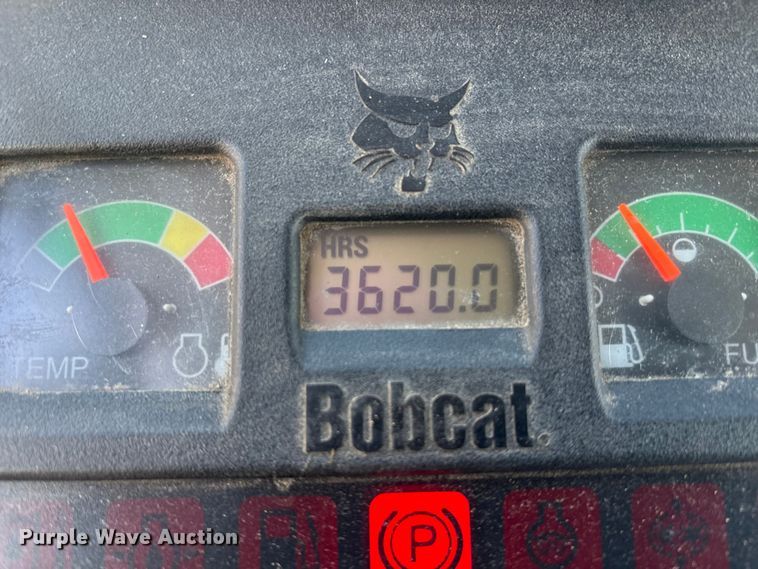 HRS
3620.0
TEMP
FU
Bobcat.
P
Purple Wave Auction